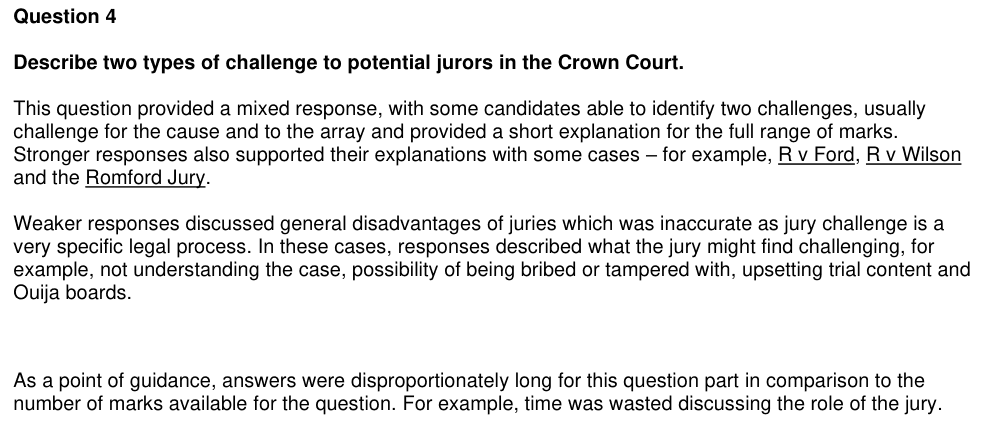 Question 4
Describe two types of challenge to potential jurors in the Crown Court.
This question provided a mixed response, with some candidates able to identify two challenges, usually
challenge for the cause and to the array and provided a short explanation for the full range of marks.
Stronger responses also supported their explanations with some cases – for example, R v Ford, R v Wilson
and the Romford Jury.
Weaker responses discussed general disadvantages of juries which was inaccurate as jury challenge is a
very specific legal process. In these cases, responses described what the jury might find challenging, for
example, not understanding the case, possibility of being bribed or tampered with, upsetting trial content and
Ouija boards.
As a point of guidance, answers were disproportionately long for this question part in comparison to the
number of marks available for the question. For example, time was wasted discussing the role of the jury.